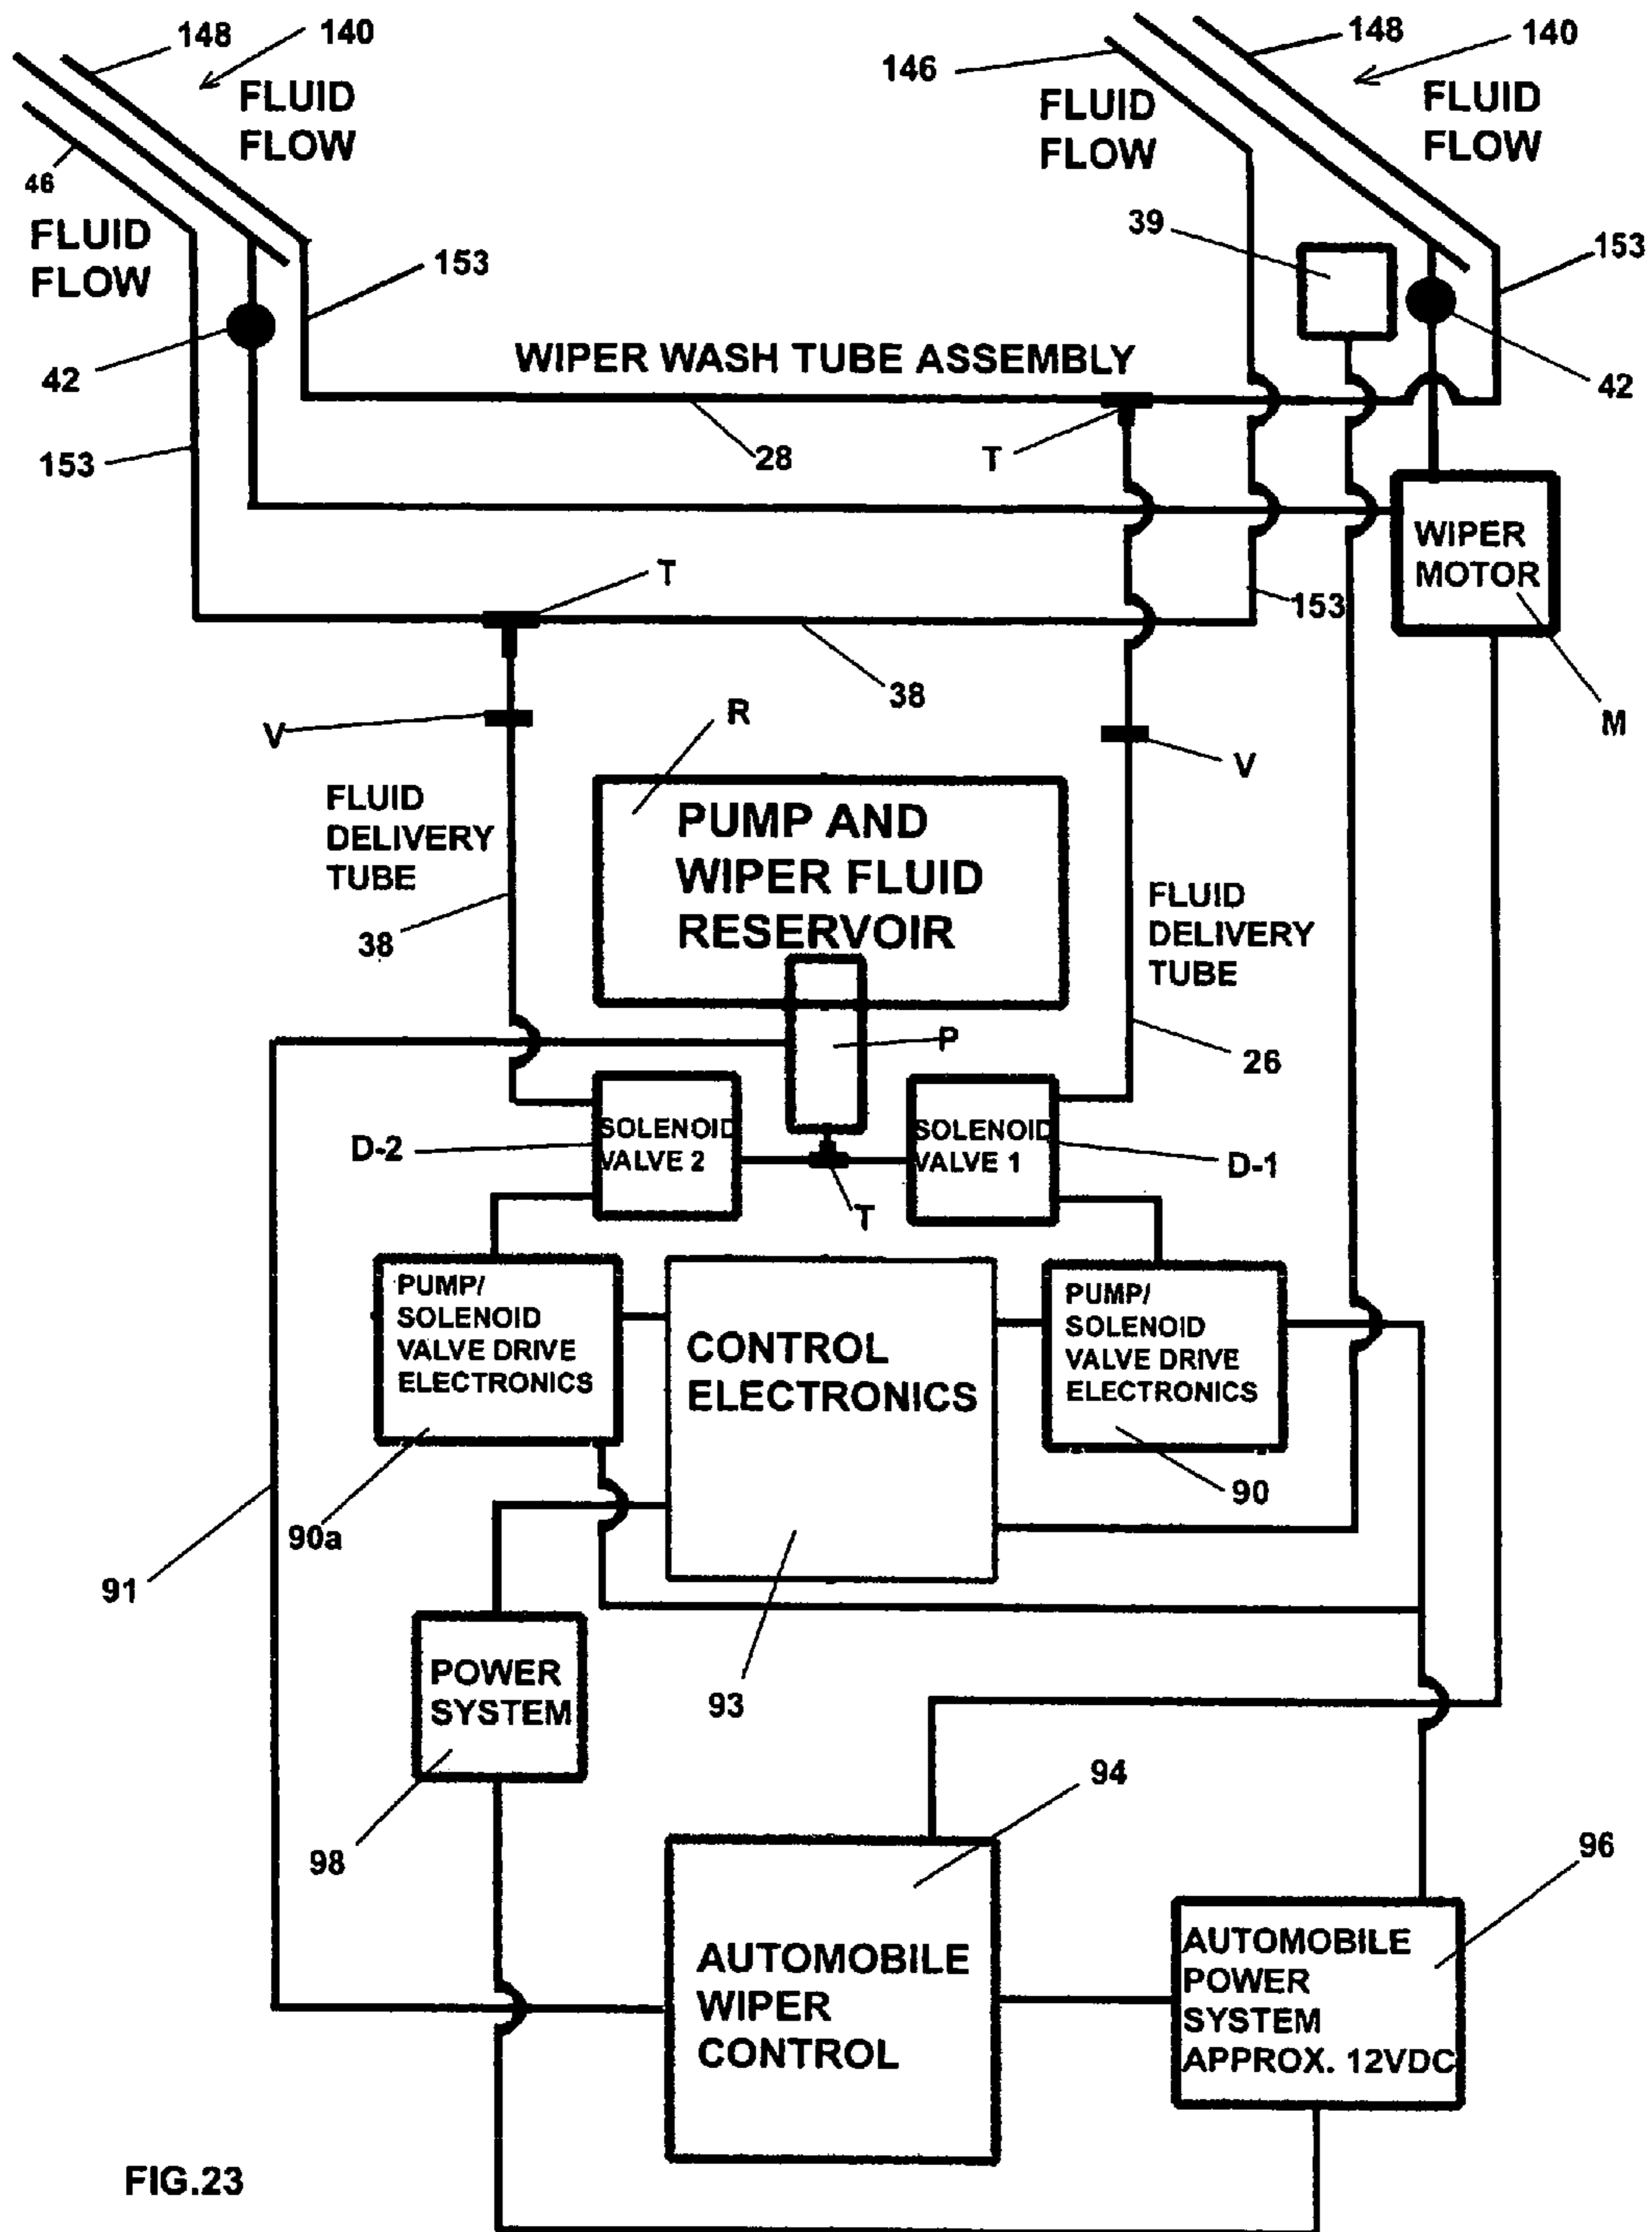 148
140
FLUID
FLOW
46
FLUID
FLOW
153
42
153
146
148
140
FLUID
FLOW
FLUID
FLOW
39
153
42
WIPER WASH TUBE ASSEMBLY
28
T
WIPER
MOTOR
T
153
38
M
V
R
V
FLUID
DELIVERY
TUBE
38
PUMP AND
WIPER FLUID
RESERVOIR
FLUID
DELIVERY
TUBE
P
26
D-2
SOLENOID
VALVE 2
SOLENOID
VALVE 1
D-1
T
PUMP/
SOLENOID
VALVE DRIVE
ELECTRONICS
CONTROL
ELECTRONICS
PUMP/
SOLENOID
VALVE DRIVE
ELECTRONICS
90a
90
91
POWER
SYSTEM
93
98
94
96
AUTOMOBILE
WIPER
CONTROL
AUTOMOBILE
POWER
SYSTEM
APPROX. 12VDC
FIG.23